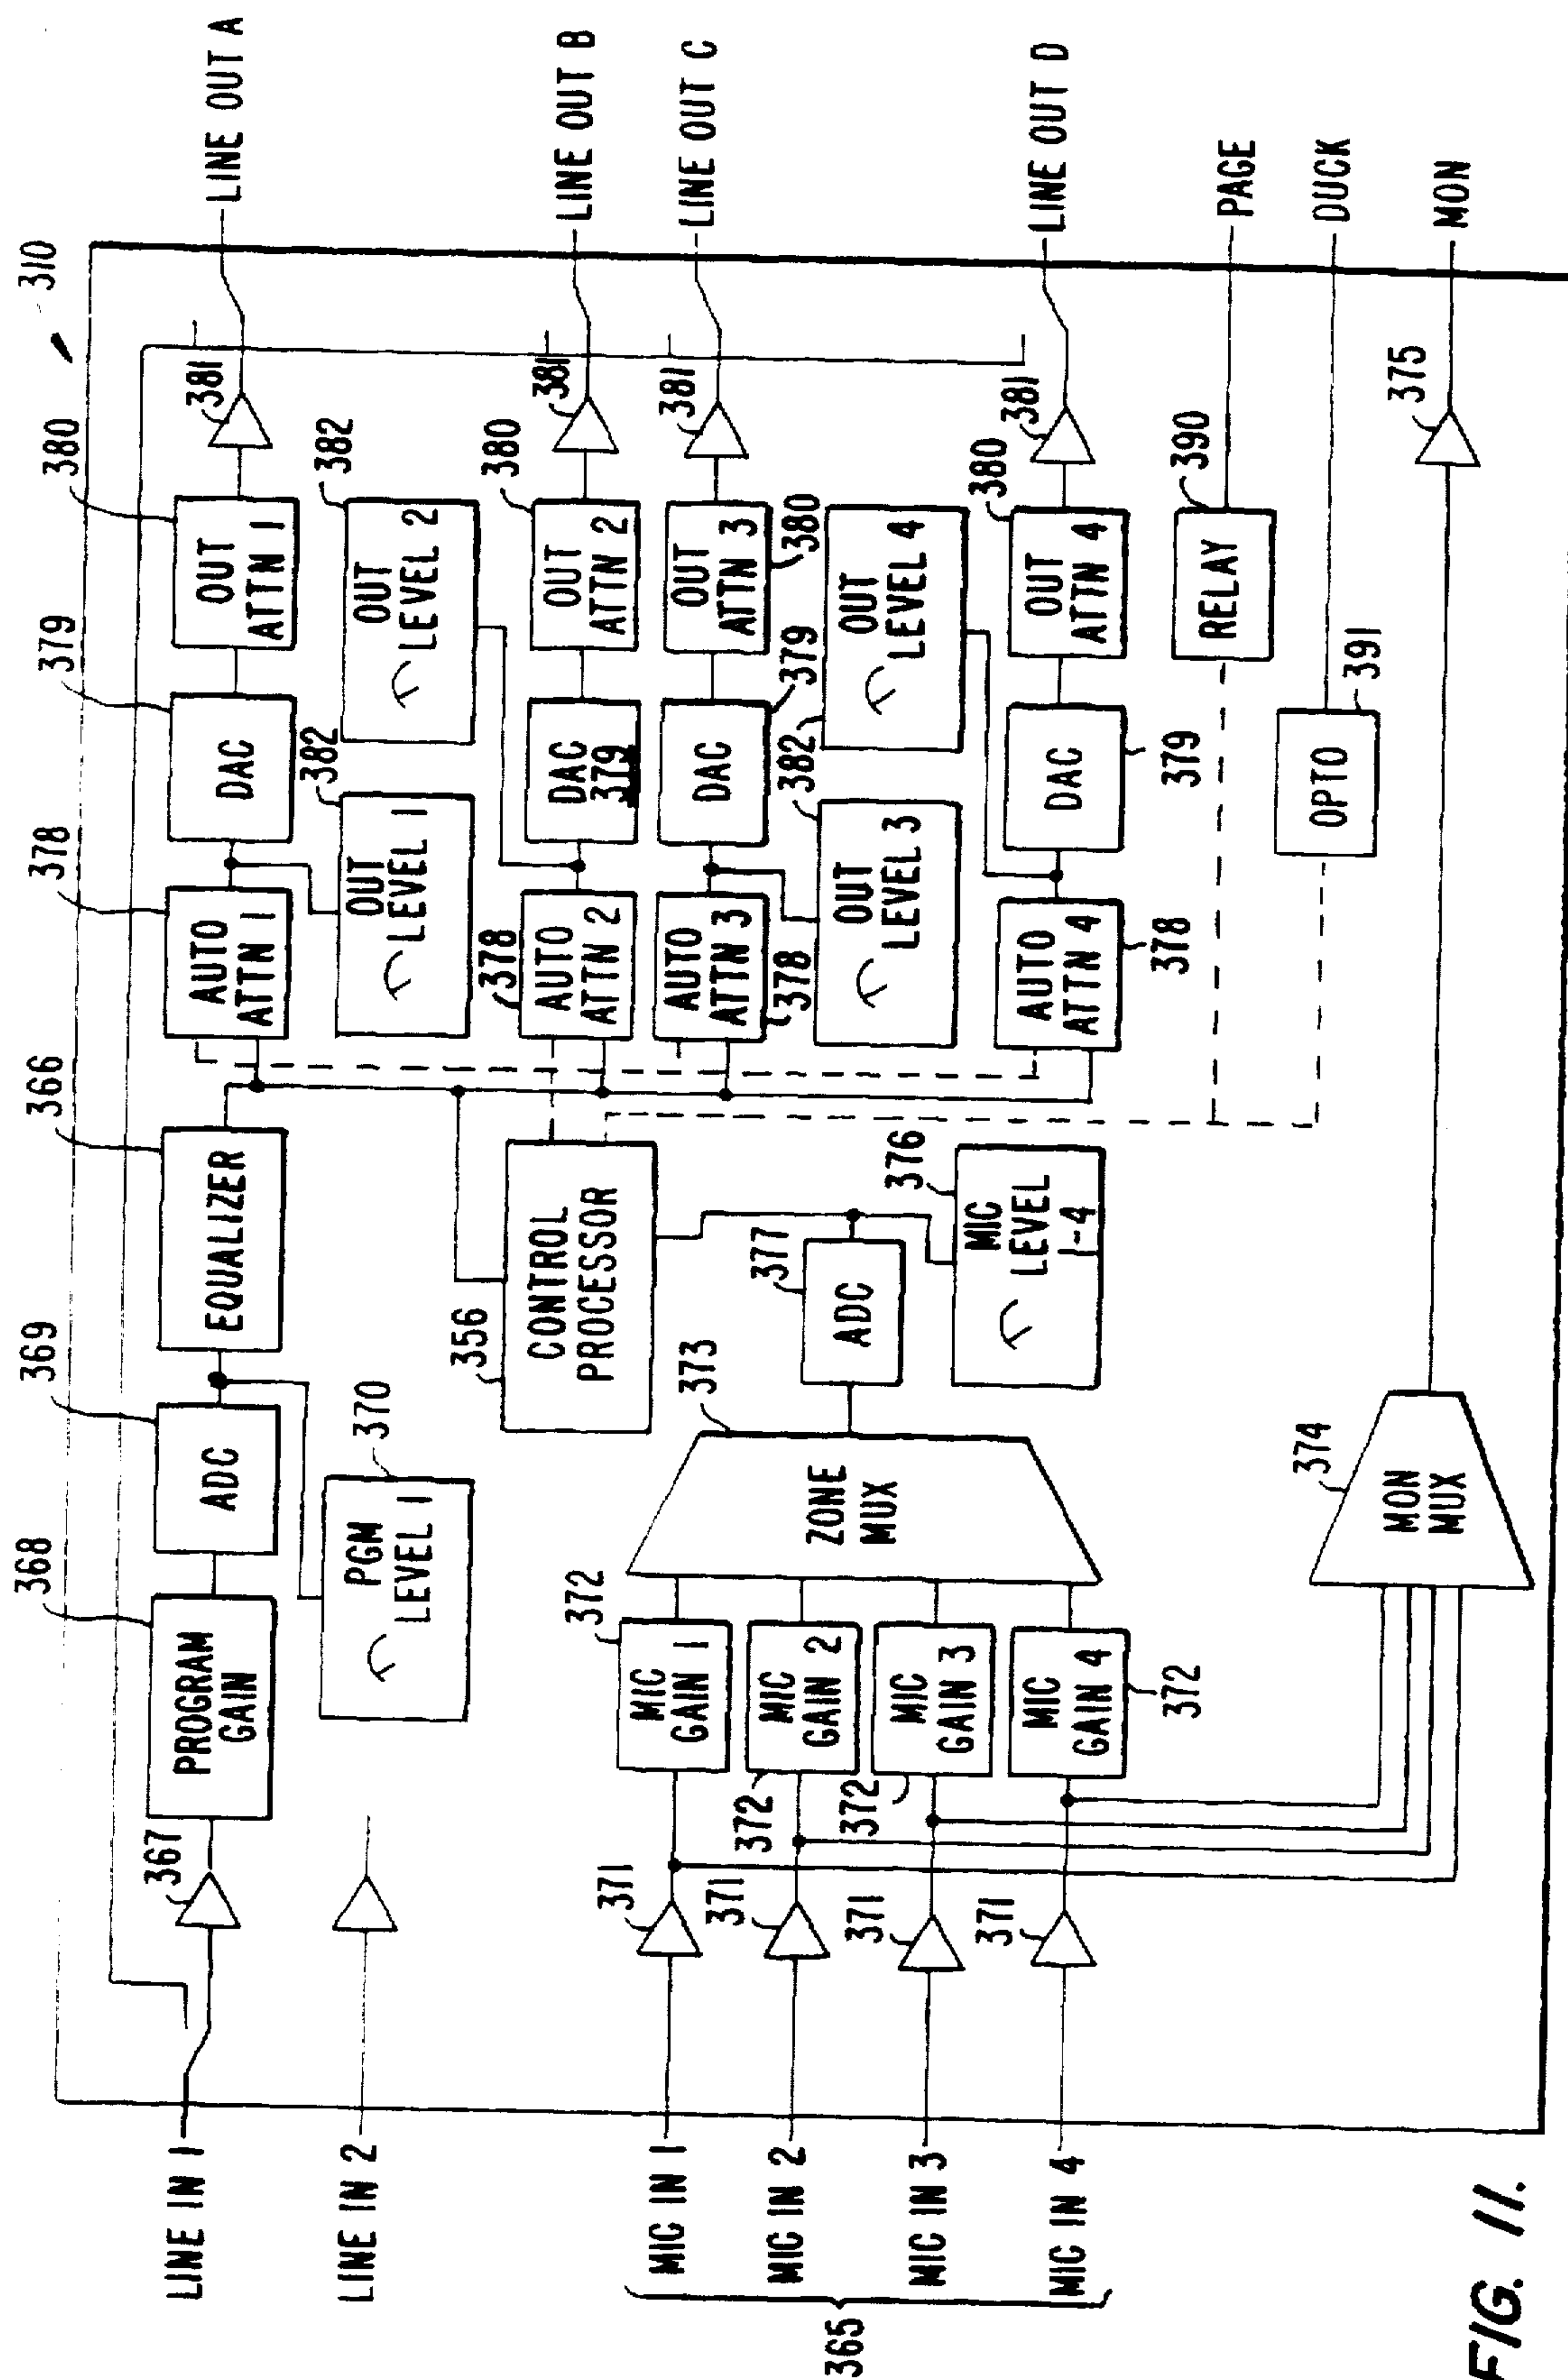 310
LINE IN 1
367
368
PROGRAM
GAIN
369
ADC
366
EQUALIZER
378
AUTO
ATTN 1
379
DAC
380
OUT
ATTN 1
381
LINE OUT A
LINE IN 2
370
PGM
LEVEL 1
382
OUT
LEVEL 1
382
OUT
LEVEL 2
356
CONTROL
PROCESSOR
378
AUTO
ATTN 2
DAC
379
380
OUT
ATTN 2
381
LINE OUT B
378
AUTO
ATTN 3
379
DAC
380
OUT
ATTN 3
381
LINE OUT C
382
OUT
LEVEL 3
OUT
LEVEL 4
378
AUTO
ATTN 4
379
DAC
380
OUT
ATTN 4
381
LINE OUT D
365
MIC IN 1
371
372
MIC
GAIN 1
MIC IN 2
371
372
MIC
GAIN 2
MIC IN 3
371
372
MIC
GAIN 3
MIC IN 4
371
372
MIC
GAIN 4
373
ZONE
MUX
377
ADC
376
MIC
LEVEL
1-4
390
RELAY
PAGE
391
OPTO
DUCK
374
MON
MUX
375
MON
FIG. 11.